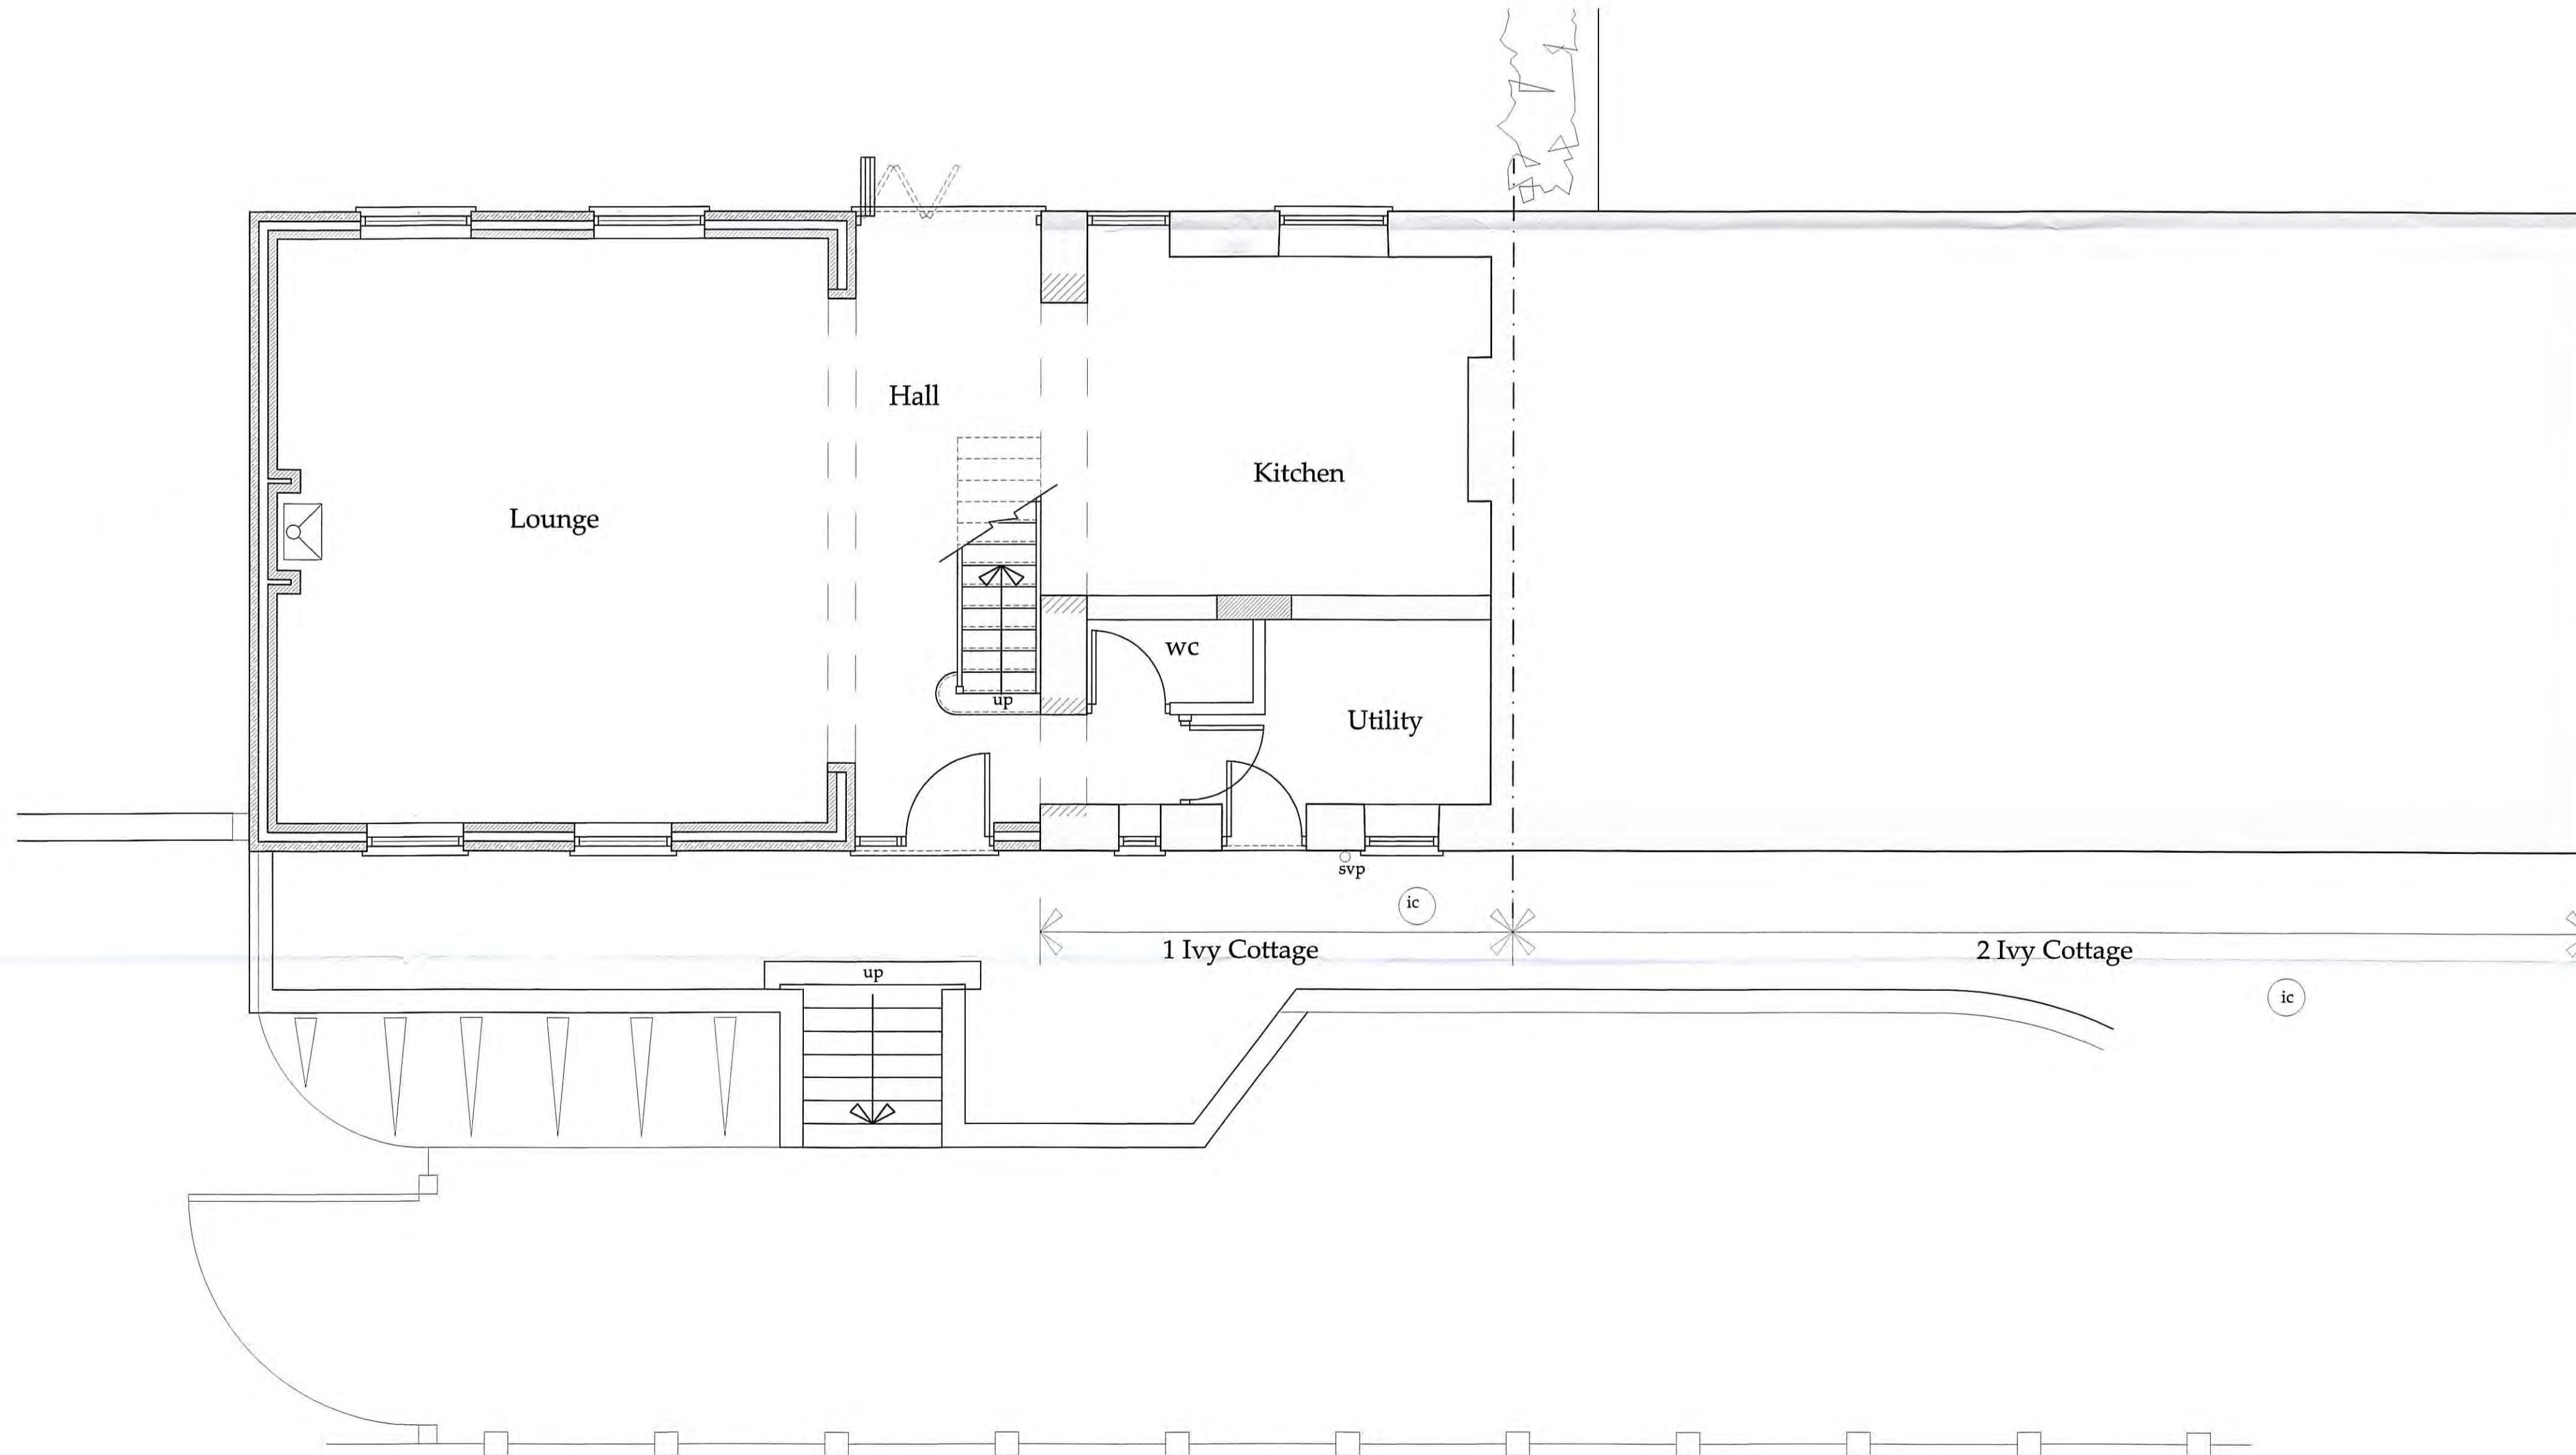 Hall
Kitchen
Lounge
wc
up
Utility
svp
ic
1 Ivy Cottage
2 Ivy Cottage
up
ic